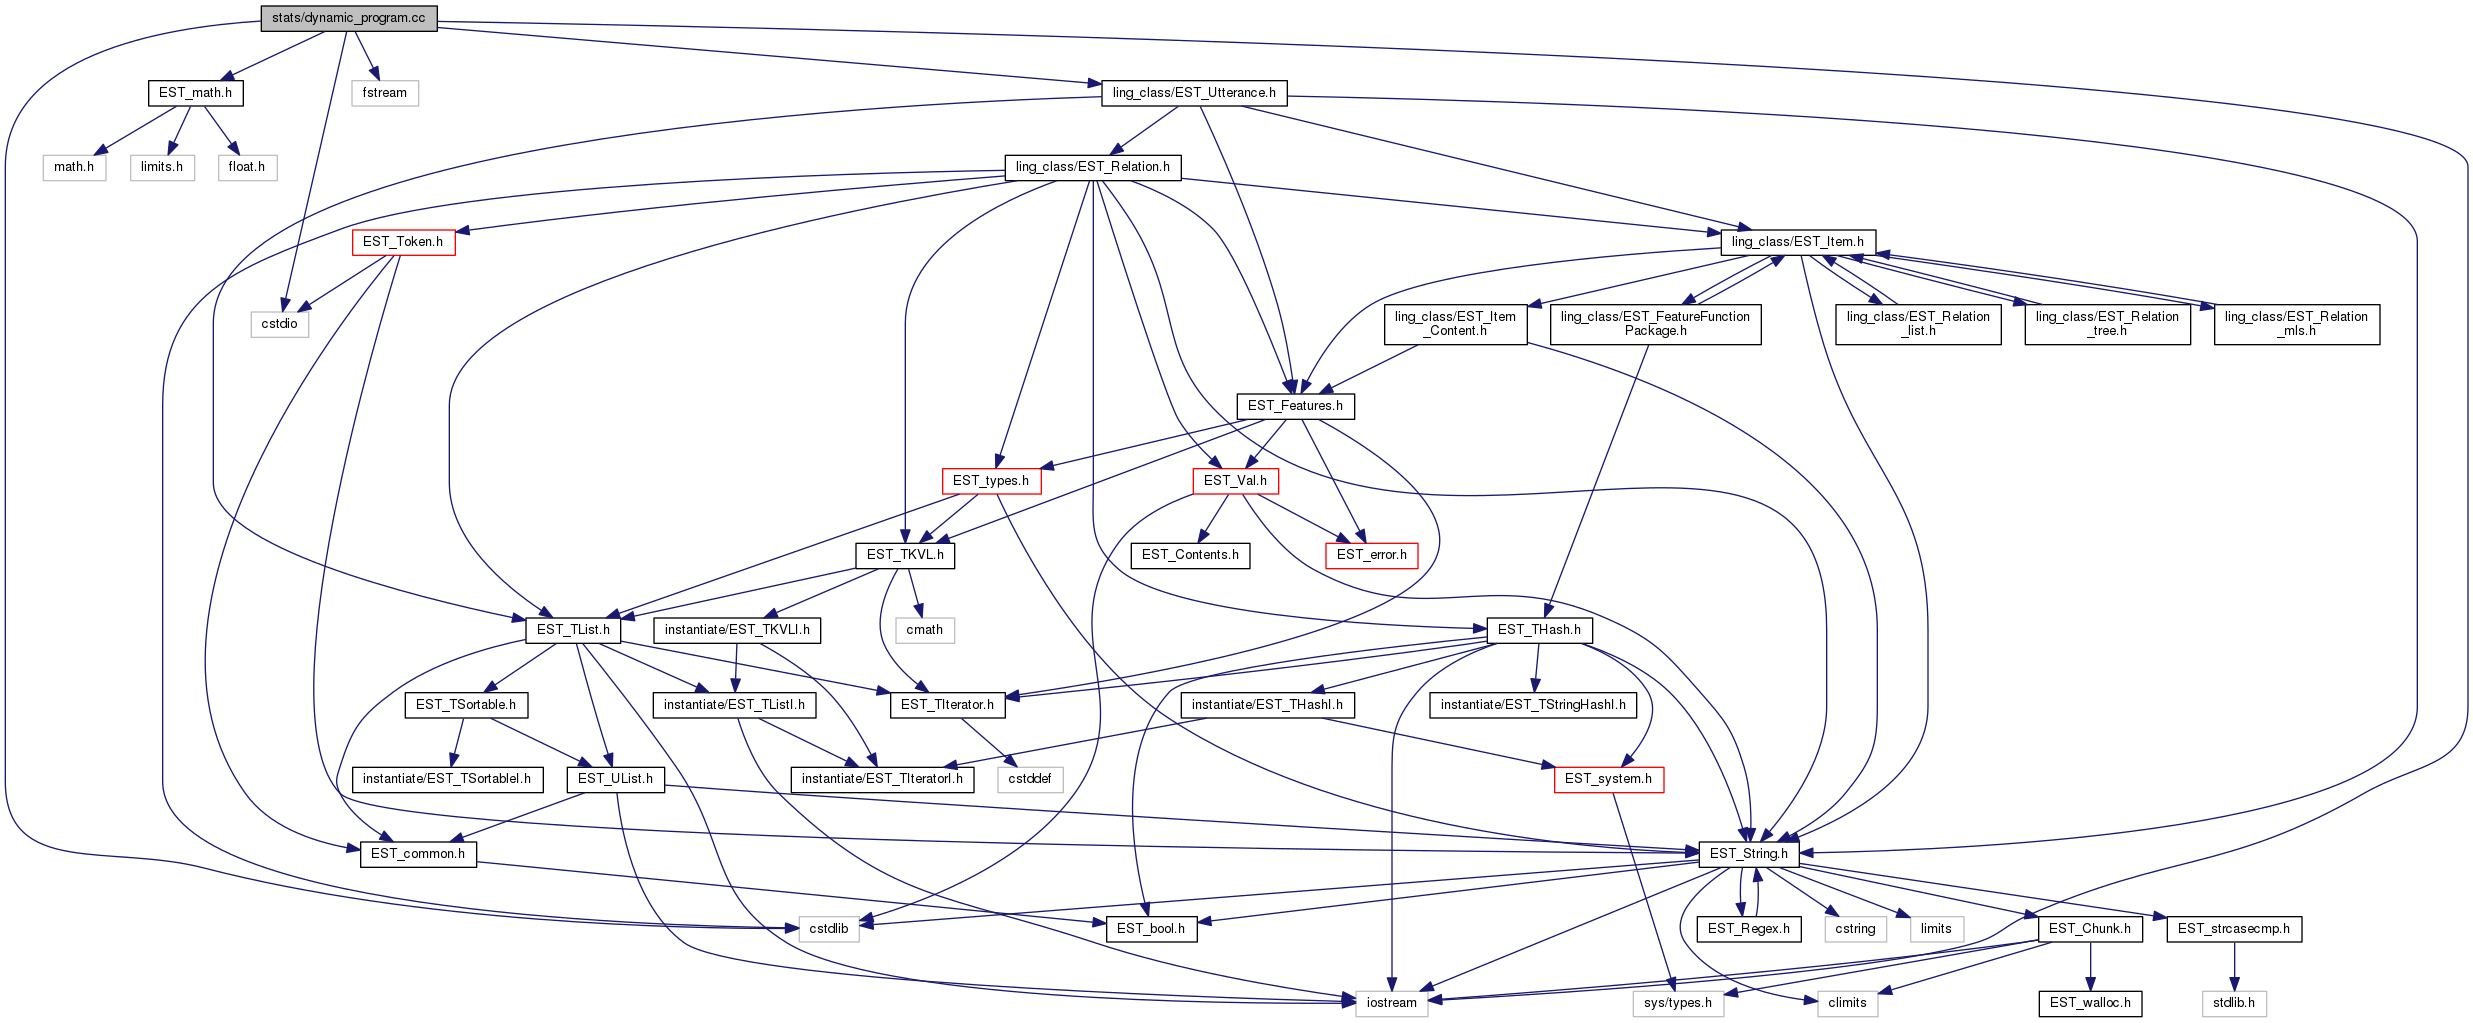 stats/dynamic_program.cc
EST_math.h
fstream
ling_class/EST_Utterance.h
math.h
limits.h
float.h
ling_class/EST_Relation.h
EST_Token.h
ling_class/EST_Item.h
cstdio
ling_class/EST_Item
_Content.h
ling_class/EST_FeatureFunction
Package.h
ling_class/EST_Relation
_list.h
ling_class/EST_Relation
_tree.h
ling_class/EST_Relation
_mls.h
EST_Features.h
EST_types.h
EST_Val.h
EST_TKVL.h
EST_Contents.h
EST_error.h
EST_TList.h
instantiate/EST_TKVLI.h
cmath
EST_THash.h
EST_TSortable.h
instantiate/EST_TListI.h
EST_TIterator.h
instantiate/EST_THashI.h
instantiate/EST_TStringHashI.h
instantiate/EST_TSortableI.h
EST_UList.h
instantiate/EST_TIteratorI.h
cstddef
EST_system.h
EST_common.h
EST_String.h
cstdlib
EST_bool.h
EST_Regex.h
cstring
limits
EST_Chunk.h
EST_strcasecmp.h
iostream
sys/types.h
climits
EST_walloc.h
stdlib.h